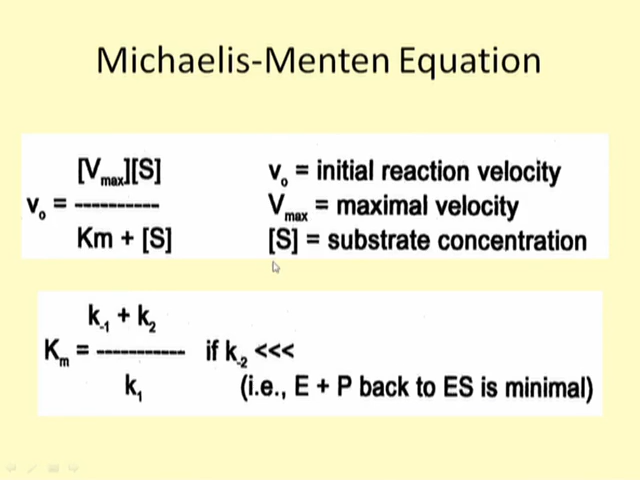 Michaelis-Menten Equation
[Vmax][S]
vo = ----------
Km + [S]
vo = initial reaction velocity
Vmax = maximal velocity
[S] = substrate concentration
k-1 + k2
Km = ----------- if k-2 <<<
k1 (i.e., E + P back to ES is minimal)